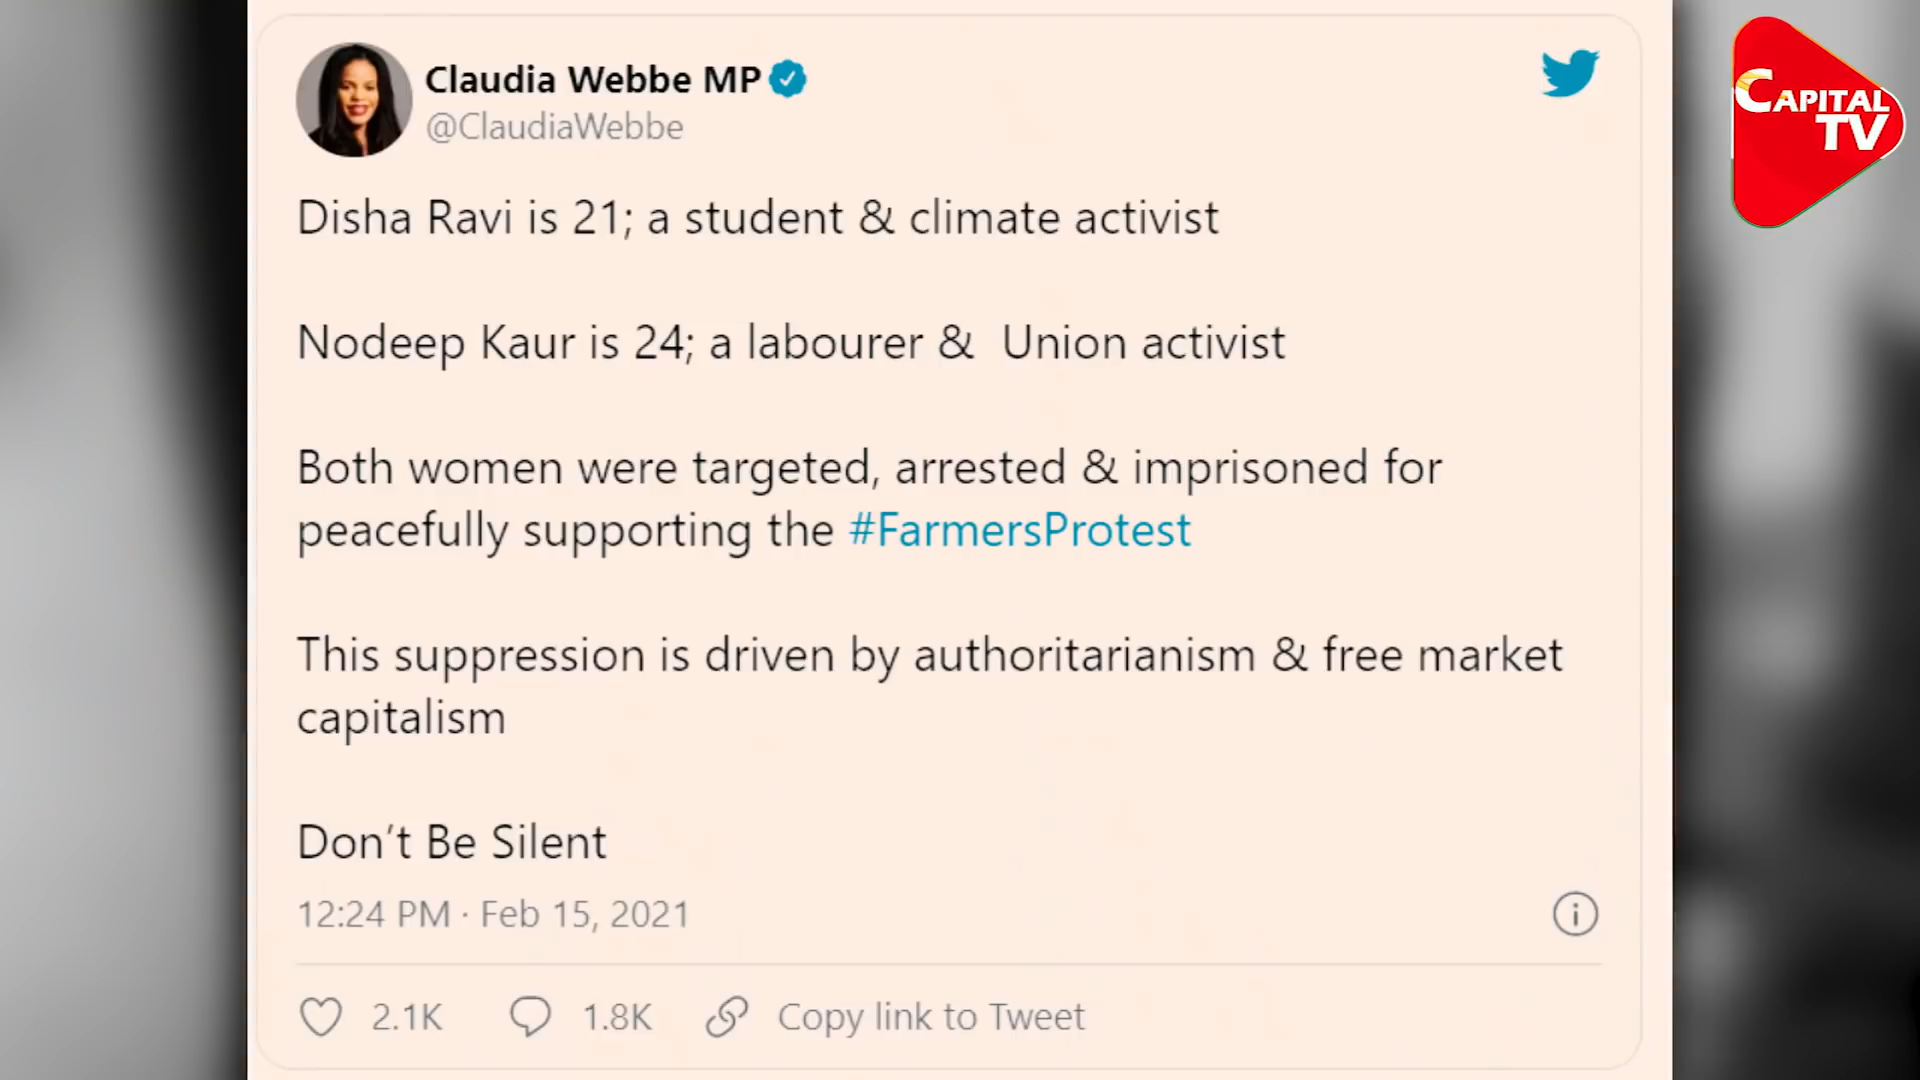 Claudia Webbe MP
@ClaudiaWebbe
CAPITAL
TV
Disha Ravi is 21; a student & climate activist
Nodeep Kaur is 24; a labourer & Union activist
Both women were targeted, arrested & imprisoned for
peacefully supporting the #FarmersProtest
This suppression is driven by authoritarianism & free market
capitalism
Don't Be Silent
12:24 PM · Feb 15, 2021
2.1K 1.8K Copy link to Tweet